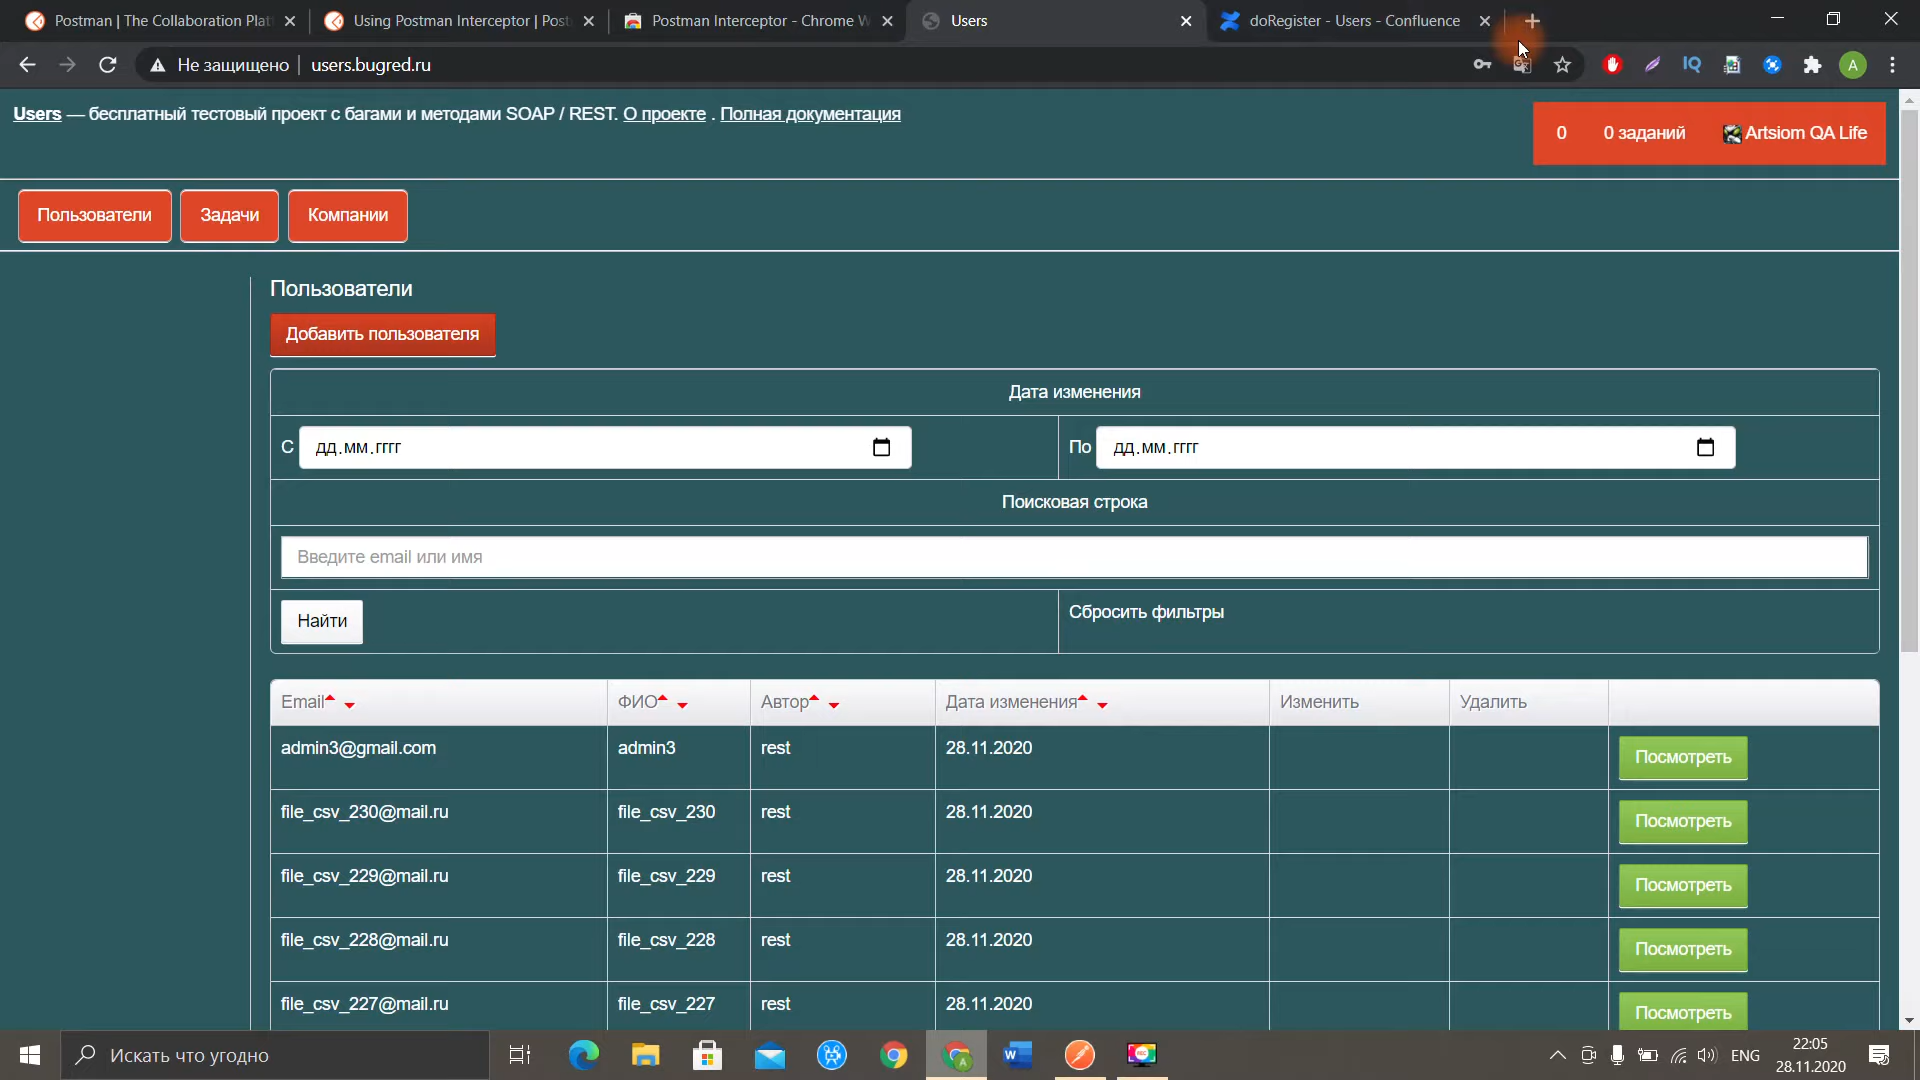 Postman | The Collaboration Plat
Using Postman Interceptor | Post
Postman Interceptor - Chrome W
Users
doRegister - Users - Confluence
Не защищено
users.bugred.ru
IQ
A
Users — бесплатный тестовый проект с багами и методами SOAP / REST. О проекте . Полная документация
0
0 заданий
Artsiom QA Life
Пользователи
Задачи
Компании
Пользователи
Добавить пользователя
Дата изменения
С
дд.мм.гггг
По
дд.мм.гггг
Поисковая строка
Введите email или имя
Найти
Сбросить фильтры
Email
ФИО
Автор
Дата изменения
Изменить
Удалить
admin3@gmail.com
admin3
rest
28.11.2020
Посмотреть
file_csv_230@mail.ru
file_csv_230
rest
28.11.2020
Посмотреть
file_csv_229@mail.ru
file_csv_229
rest
28.11.2020
Посмотреть
file_csv_228@mail.ru
file_csv_228
rest
28.11.2020
Посмотреть
file_csv_227@mail.ru
file_csv_227
rest
28.11.2020
Посмотреть
Искать что угодно
ENG
22:05
28.11.2020